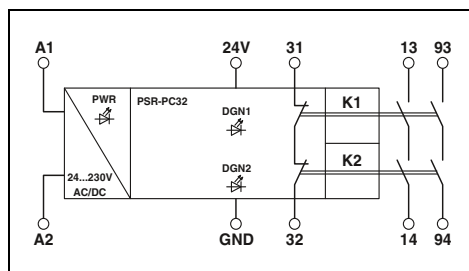 A1 24V 31 13 93
PWR PSR-PC32 K1
DGN1
K2
DGN2
24...230V
AC/DC
A2 GND 32 14 94